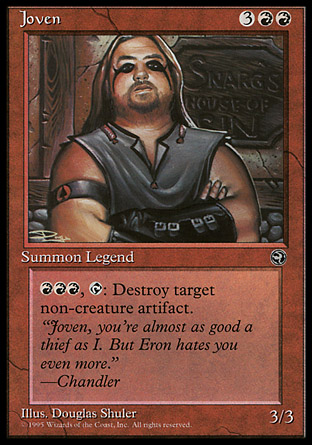 Joven 3
SNARG'S
HOUSE OF
SIN
Summon Legend
: Destroy target
non-creature artifact.
“Joven, you're almost as good a
thief as I. But Eron hates you
even more.”
—Chandler
Illus. Douglas Shuler
3/3
© 1995 Wizards of the Coast, Inc. All rights reserved.